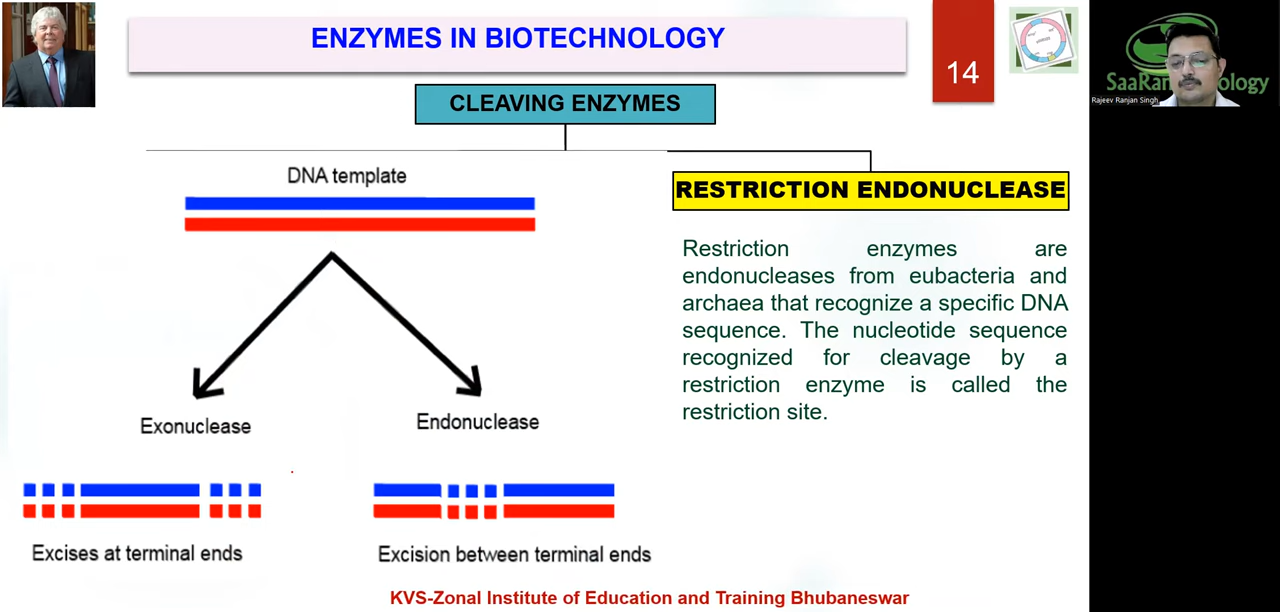 ENZYMES IN BIOTECHNOLOGY
14
CLEAVING ENZYMES
DNA template
RESTRICTION ENDONUCLEASE
Restriction enzymes are
endonucleases from eubacteria and
archaea that recognize a specific DNA
sequence. The nucleotide sequence
recognized for cleavage by a
restriction enzyme is called the
restriction site.
Exonuclease
Endonuclease
Excises at terminal ends
Excision between terminal ends
KVS-Zonal Institute of Education and Training Bhubaneswar
Rajeev Ranjan Singh